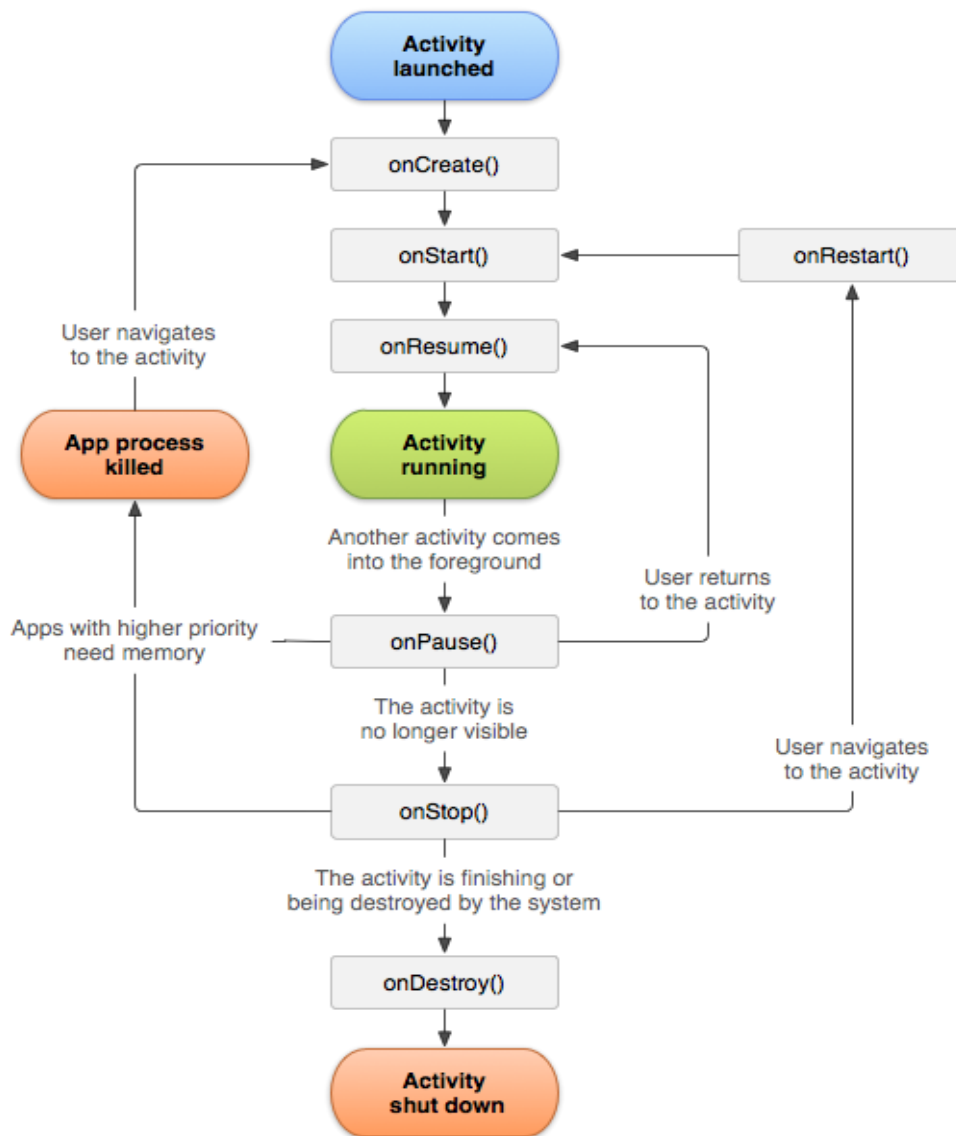 Activity
launched
onCreate()
onStart()
onRestart()
User navigates
to the activity
onResume()
App process
killed
Activity
running
Another activity comes
into the foreground
User returns
to the activity
Apps with higher priority
need memory
onPause()
The activity is
no longer visible
User navigates
to the activity
onStop()
The activity is finishing or
being destroyed by the system
onDestroy()
Activity
shut down